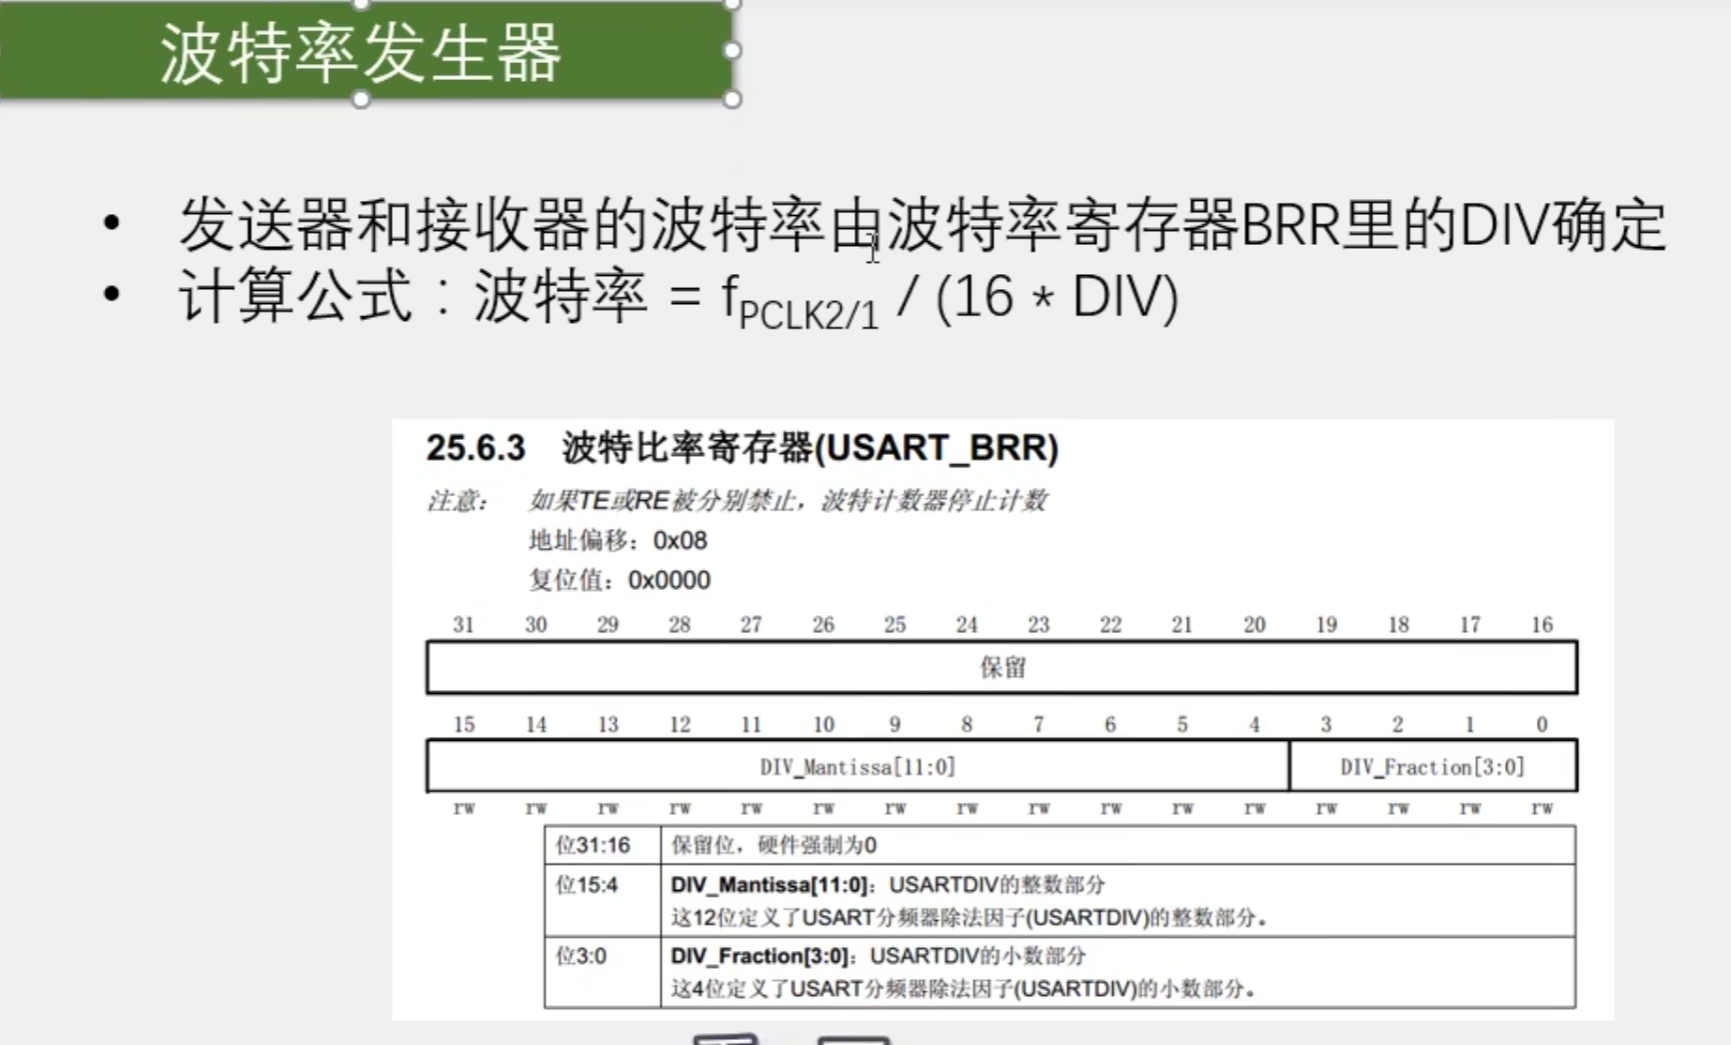 波特率发生器
• 发送器和接收器的波特率由波特率寄存器BRR里的DIV确定
• 计算公式：波特率 = fPCLK2/1 / (16 * DIV)
25.6.3 波特比率寄存器(USART_BRR)
注意： 如果TE或RE被分别禁止，波特计数器停止计数
地址偏移：0x08
复位值：0x0000
31 30 29 28 27 26 25 24 23 22 21 20 19 18 17 16
保留
15 14 13 12 11 10 9 8 7 6 5 4 3 2 1 0
DIV_Mantissa[11:0] DIV_Fraction[3:0]
rw rw rw rw rw rw rw rw rw rw rw rw rw rw rw rw
位31:16 保留位，硬件强制为0
位15:4 DIV_Mantissa[11:0]：USARTDIV的整数部分
这12位定义了USART分频器除法因子(USARTDIV)的整数部分。
位3:0 DIV_Fraction[3:0]：USARTDIV的小数部分
这4位定义了USART分频器除法因子(USARTDIV)的小数部分。